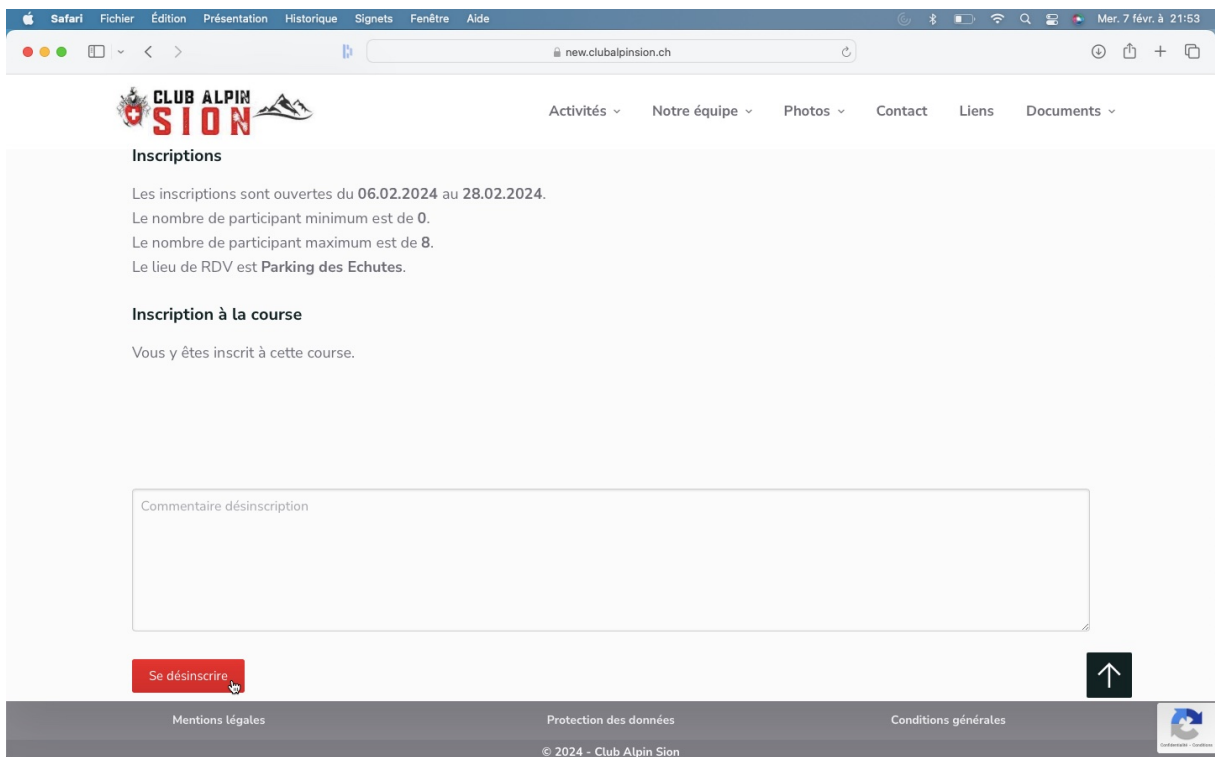 Safari Fichier Édition Présentation Historique Signets Fenêtre Aide Mer. 7 févr. à 21:53
new.clubalpinsion.ch
CLUB ALPIN
SION
Activités Notre équipe Photos Contact Liens Documents
Inscriptions
Les inscriptions sont ouvertes du 06.02.2024 au 28.02.2024.
Le nombre de participant minimum est de 0.
Le nombre de participant maximum est de 8.
Le lieu de RDV est Parking des Echutes.
Inscription à la course
Vous y êtes inscrit à cette course.
Commentaire désinscription
Se désinscrire
Mentions légales Protection des données Conditions générales
© 2024 - Club Alpin Sion
Confidentialité - Conditions